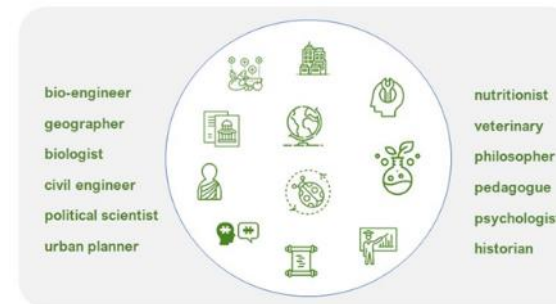 bio-engineer
geographer
biologist
civil engineer
political scientist
urban planner
nutritionist
veterinary
philosopher
pedagogue
psychologis
historian